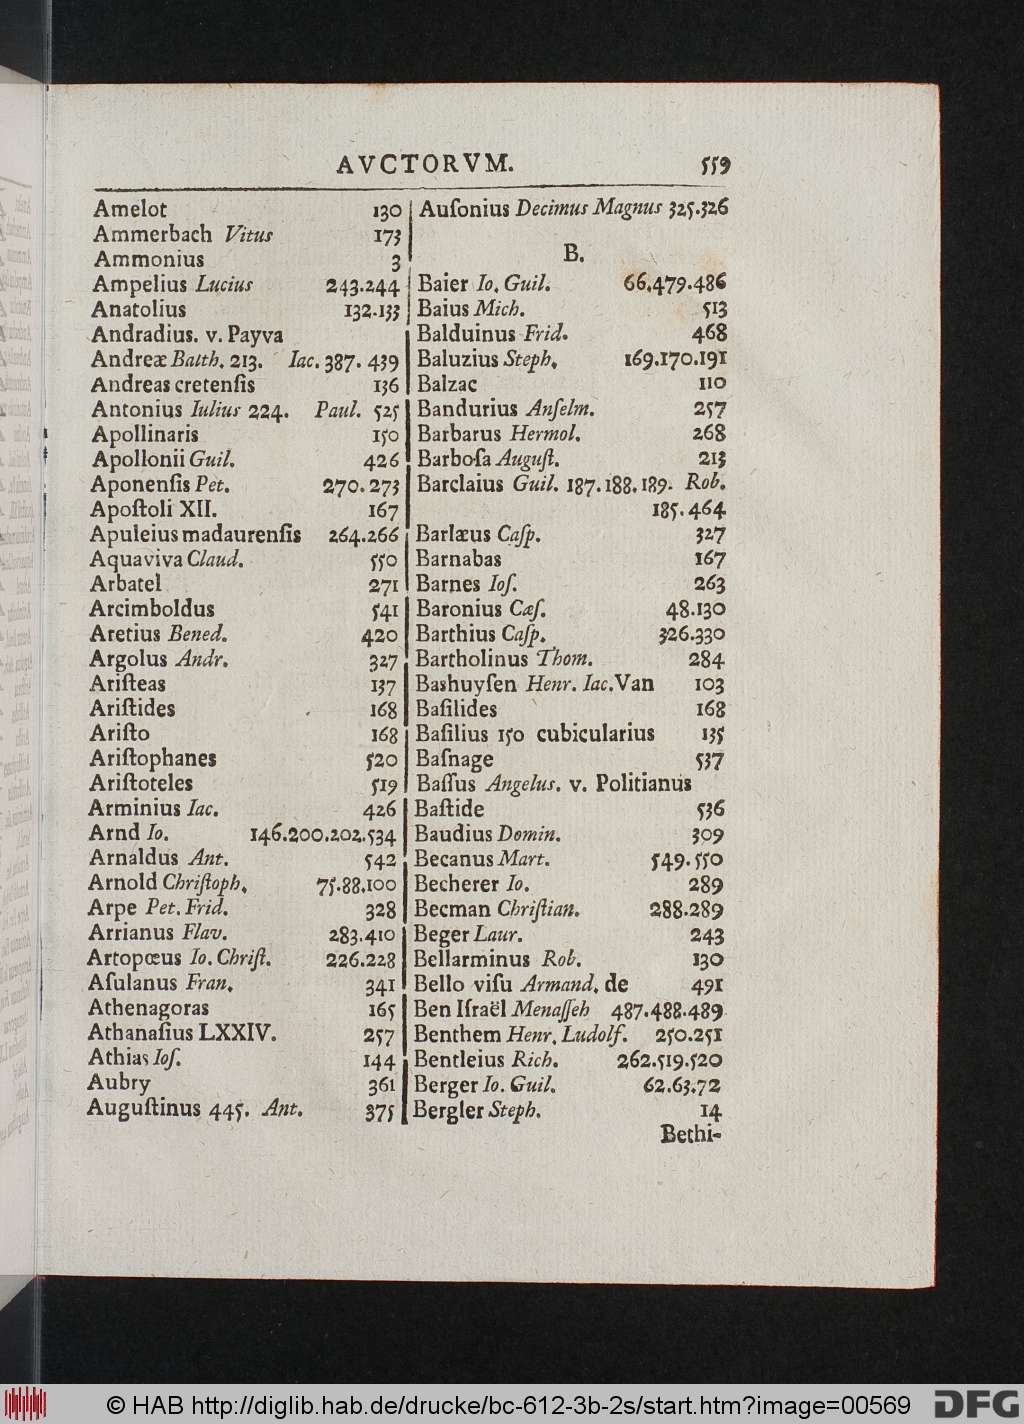 AVCTORVM. 559
Amelot 130
Ammerbach Vitus 173
Ammonius 3
Ampelius Lucius 243.244
Anatolius 132.133
Andradius. v. Payva
Andreæ Balth. 213. Iac. 387. 439
Andreas cretenſis 136
Antonius Iulius 224. Paul. 525
Apollinaris 150
Apollonii Guil. 426
Aponenſis Pet. 270.273
Apoſtoli XII. 167
Apuleius madaurenſis 264.266
Aquaviva Claud. 550
Arbatel 271
Arcimboldus 541
Aretius Bened. 420
Argolus Andr. 327
Ariſteas 137
Ariſtides 168
Ariſto 168
Ariſtophanes 520
Ariſtoteles 519
Arminius Iac. 426
Arnd Io. 146.200.202.534
Arnaldus Ant. 542
Arnold Chriſtoph. 75.88.100
Arpe Pet. Frid. 328
Arrianus Flav. 283.410
Artopœus Io. Chriſt. 226.228
Aſulanus Fran. 341
Athenagoras 165
Athanaſius LXXIV. 257
Athias Ioſ. 144
Aubry 361
Auguſtinus 445. Ant. 375
Auſonius Decimus Magnus 325.326
B.
Baier Io. Guil. 66.479.486
Baius Mich. 513
Balduinus Frid. 468
Baluzius Steph. 169.170.191
Balzac 110
Bandurius Anſelm. 257
Barbarus Hermol. 268
Barboſa Auguſt. 213
Barclaius Guil. 187.188.189. Rob.
185.464
Barlæus Caſp. 327
Barnabas 167
Barnes Ioſ. 263
Baronius Cæſ. 48.130
Barthius Caſp. 326.330
Bartholinus Thom. 284
Bashuyſen Henr. Iac. Van 103
Baſilides 168
Baſilius 150 cubicularius 135
Baſnage 537
Baſſus Angelus. v. Politianus
Baſtide 536
Baudius Domin. 309
Becanus Mart. 549.550
Becherer Io. 289
Becman Chriſtian. 288.289
Beger Laur. 243
Bellarminus Rob. 130
Bello viſu Armand. de 491
Ben Iſraël Menaſſeh 487.488.489
Benthem Henr. Ludolf. 250.251
Bentleius Rich. 262.519.520
Berger Io. Guil. 62.63.72
Bergler Steph. 14
Bethi-
© HAB http://diglib.hab.de/drucke/bc-612-3b-2s/start.htm?image=00569 DFG